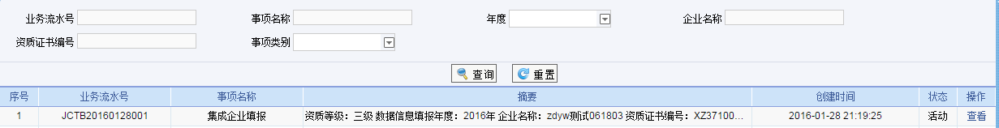 业务流水号 事项名称 年度 企业名称
资质证书编号 事项类别
查询 重置
序号 业务流水号 事项名称 摘要 创建时间 状态 操作
1 JCTB20160128001 集成企业填报 资质等级：三级 数据信息填报年度：2016年 企业名称：zdyw测试061803 资质证书编号：XZ37100... 2016-01-28 21:19:25 活动 查看